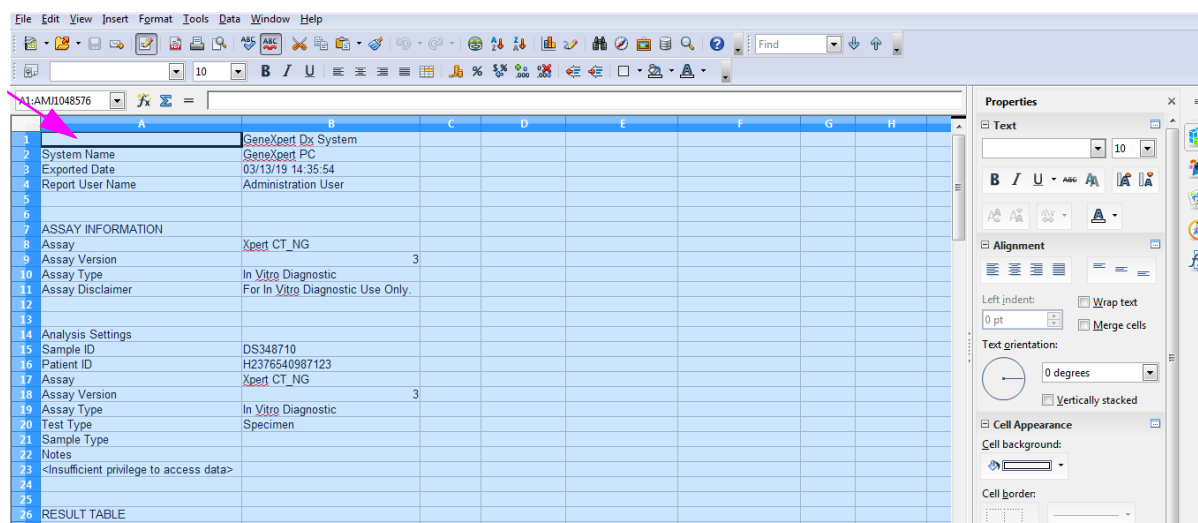 File Edit View Insert Format Tools Data Window Help
ABC ABC Find
10 B I U % $% .000 .000 A
A1:AMJ1048576 fx Σ =
A B C D E F G H
1 GeneXpert Dx System
2 System Name GeneXpert PC
3 Exported Date 03/13/19 14:35:54
4 Report User Name Administration User
5
6
7 ASSAY INFORMATION
8 Assay Xpert CT_NG
9 Assay Version 3
10 Assay Type In Vitro Diagnostic
11 Assay Disclaimer For In Vitro Diagnostic Use Only.
12
13
14 Analysis Settings
15 Sample ID DS348710
16 Patient ID H2376540987123
17 Assay Xpert CT_NG
18 Assay Version 3
19 Assay Type In Vitro Diagnostic
20 Test Type Specimen
21 Sample Type
22 Notes
23 <Insufficient privilege to access data>
24
25
26 RESULT TABLE
Properties
Text
10
B I U ABC A A A
A
Alignment
Left indent:
Wrap text
0 pt
Merge cells
Text orientation:
0 degrees
Vertically stacked
Cell Appearance
Cell background:
Cell border: